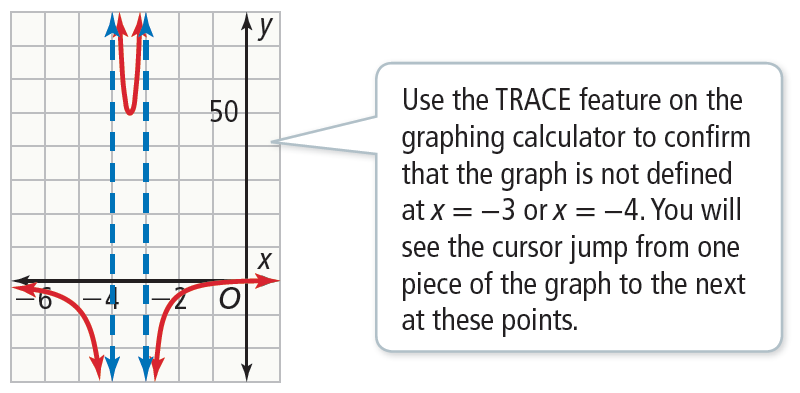 y
50
x
−6 −4 −2 O
Use the TRACE feature on the
graphing calculator to confirm
that the graph is not defined
at x = −3 or x = −4. You will
see the cursor jump from one
piece of the graph to the next
at these points.